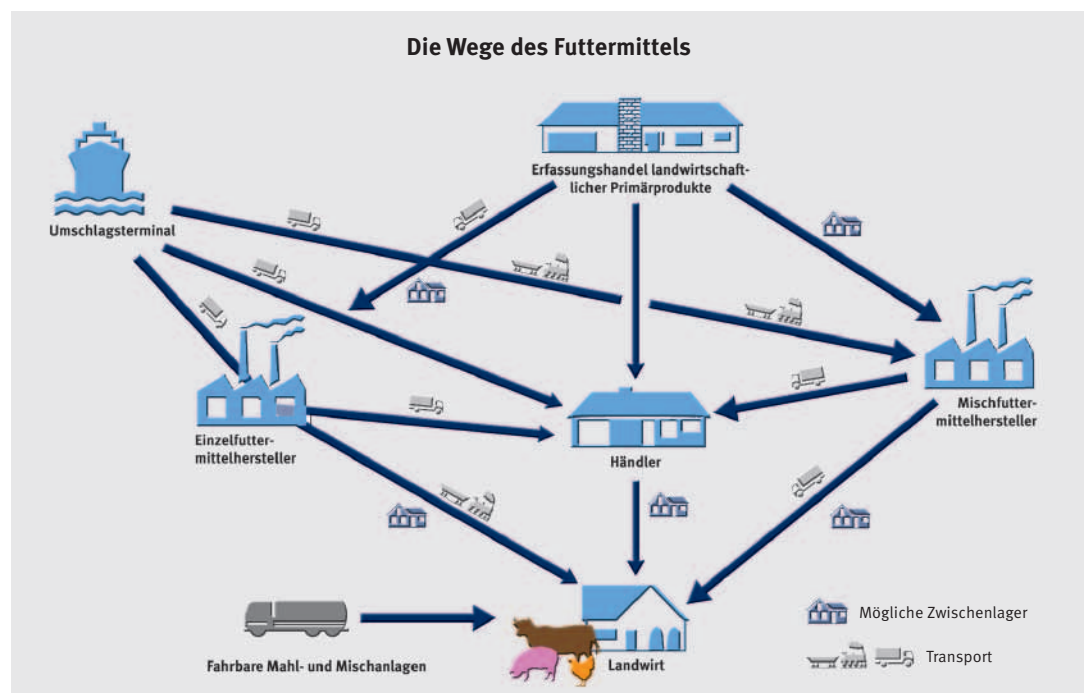 Die Wege des Futtermittels
Erfassungshandel landwirtschaft-
licher Primärprodukte
Umschlagsterminal
Mischfutter-
mittelhersteller
Einzelfutter-
mittelhersteller
Händler
Mögliche Zwischenlager
Transport
Fahrbare Mahl- und Mischanlagen
Landwirt